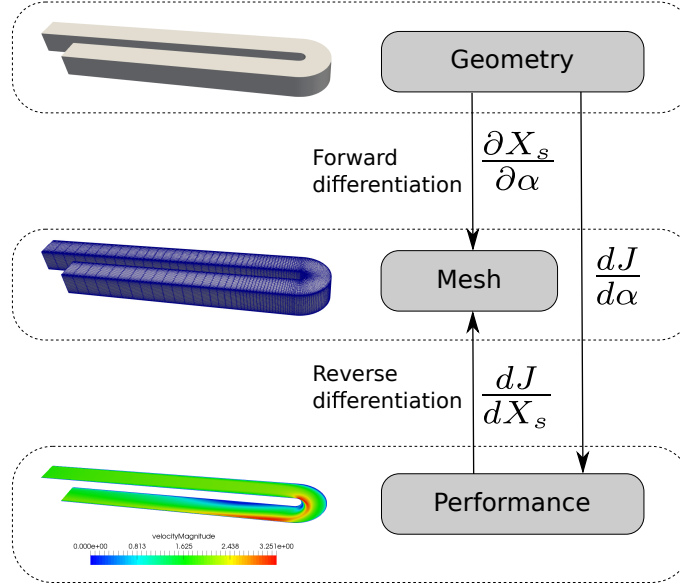 Geometry
Forward
differentiation
∂X_s
∂α
Mesh
dJ
dα
Reverse
differentiation
dJ
dX_s
Performance
velocityMagnitude
0.000e+00 0.813 1.625 2.438 3.251e+00